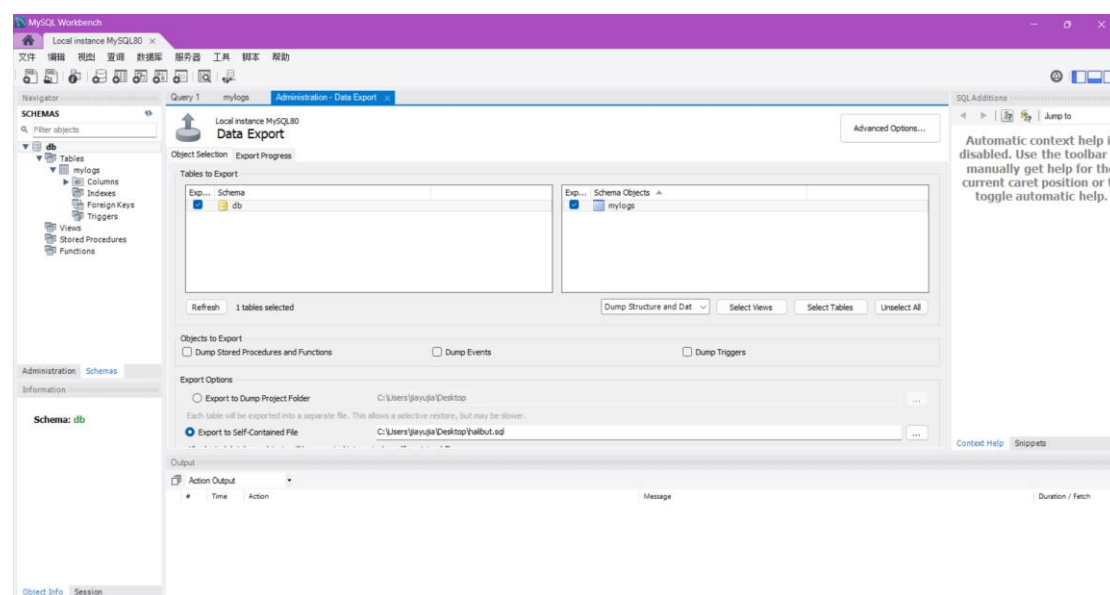 MySQL Workbench
Local instance MySQL80
文件 编辑 视图 查询 数据库 服务器 工具 脚本 帮助
Navigator
SCHEMAS
Filter objects
db
Tables
mylogs
Columns
Indexes
Foreign Keys
Triggers
Views
Stored Procedures
Functions
Administration Schemas
Information
Schema: db
Object Info Session
Query 1 mylogs Administration - Data Export
Local instance MySQL80
Data Export
Advanced Options...
Object Selection Export Progress
Tables to Export
Exp... Schema
db
Exp... Schema Objects
mylogs
Refresh 1 tables selected
Dump Structure and Dat Select Views Select Tables Unselect All
Objects to Export
Dump Stored Procedures and Functions Dump Events Dump Triggers
Export Options
Export to Dump Project Folder C:\Users\jiayujia\Desktop ...
Each table will be exported into a separate file. This allows a selective restore, but may be slower.
Export to Self-Contained File C:\Users\jiayujia\Desktop\halibut.sql ...
Output
Action Output
# Time Action Message Duration / Fetch
SQLAdditions
Jump to
Automatic context help i
disabled. Use the toolbar
manually get help for the
current caret position or t
toggle automatic help.
Context Help Snippets